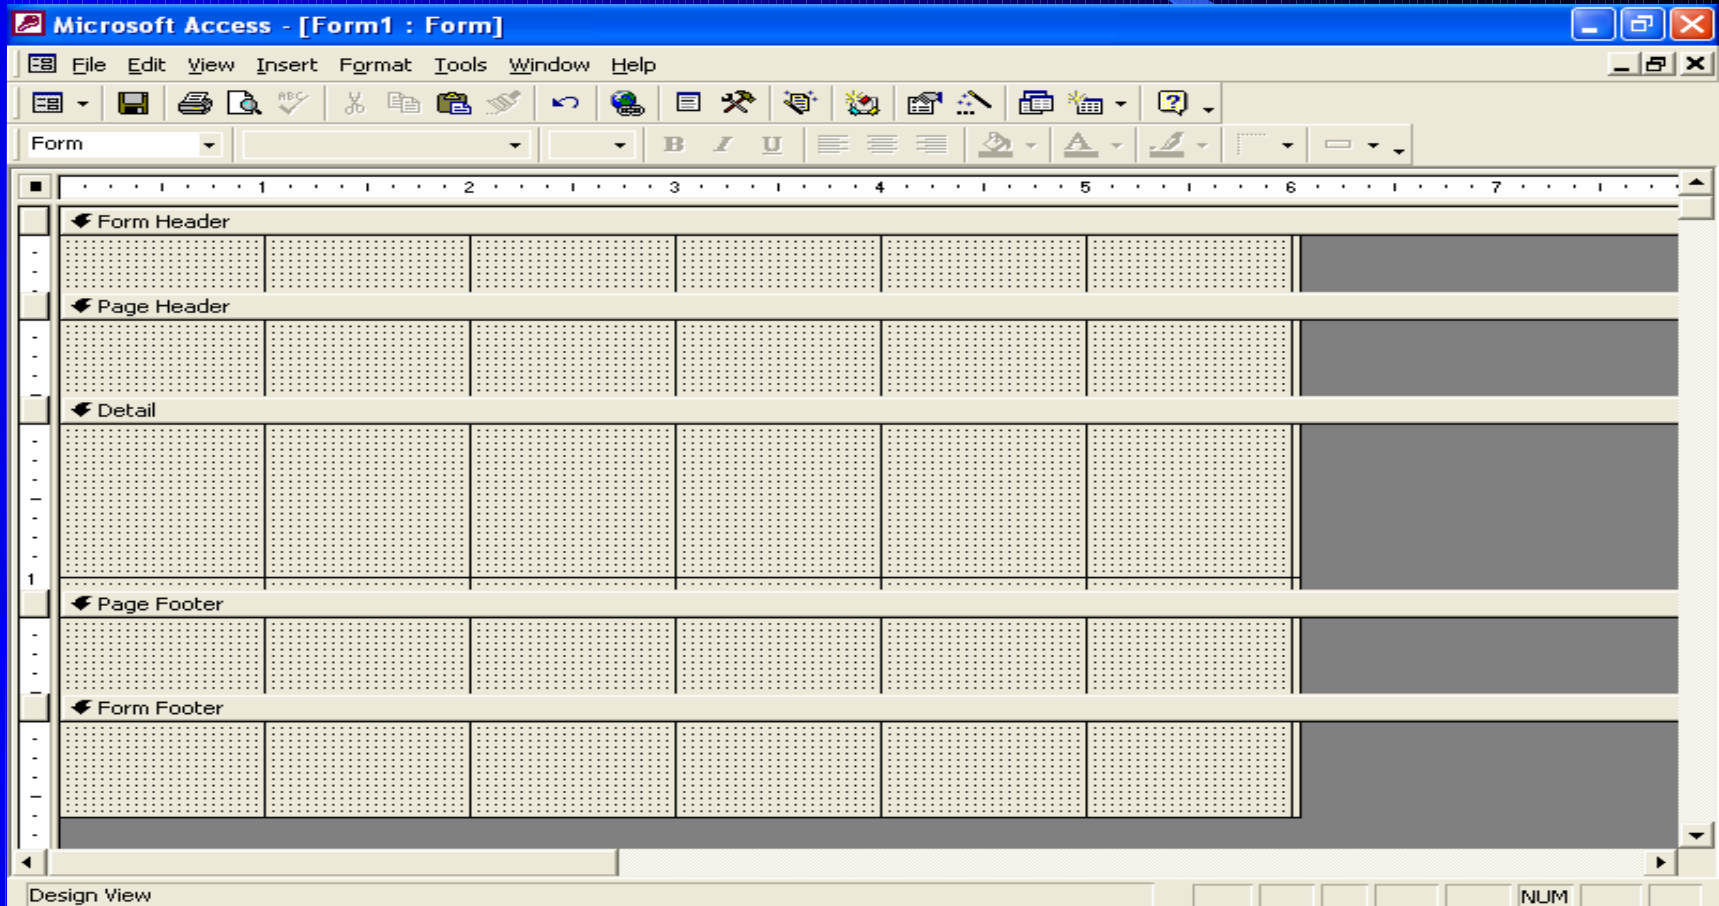 Microsoft Access - [Form1 : Form]
File Edit View Insert Format Tools Window Help
ABC
Form B I U A
1 2 3 4 5 6 7
Form Header
Page Header
Detail
1
Page Footer
Form Footer
Design View NUM